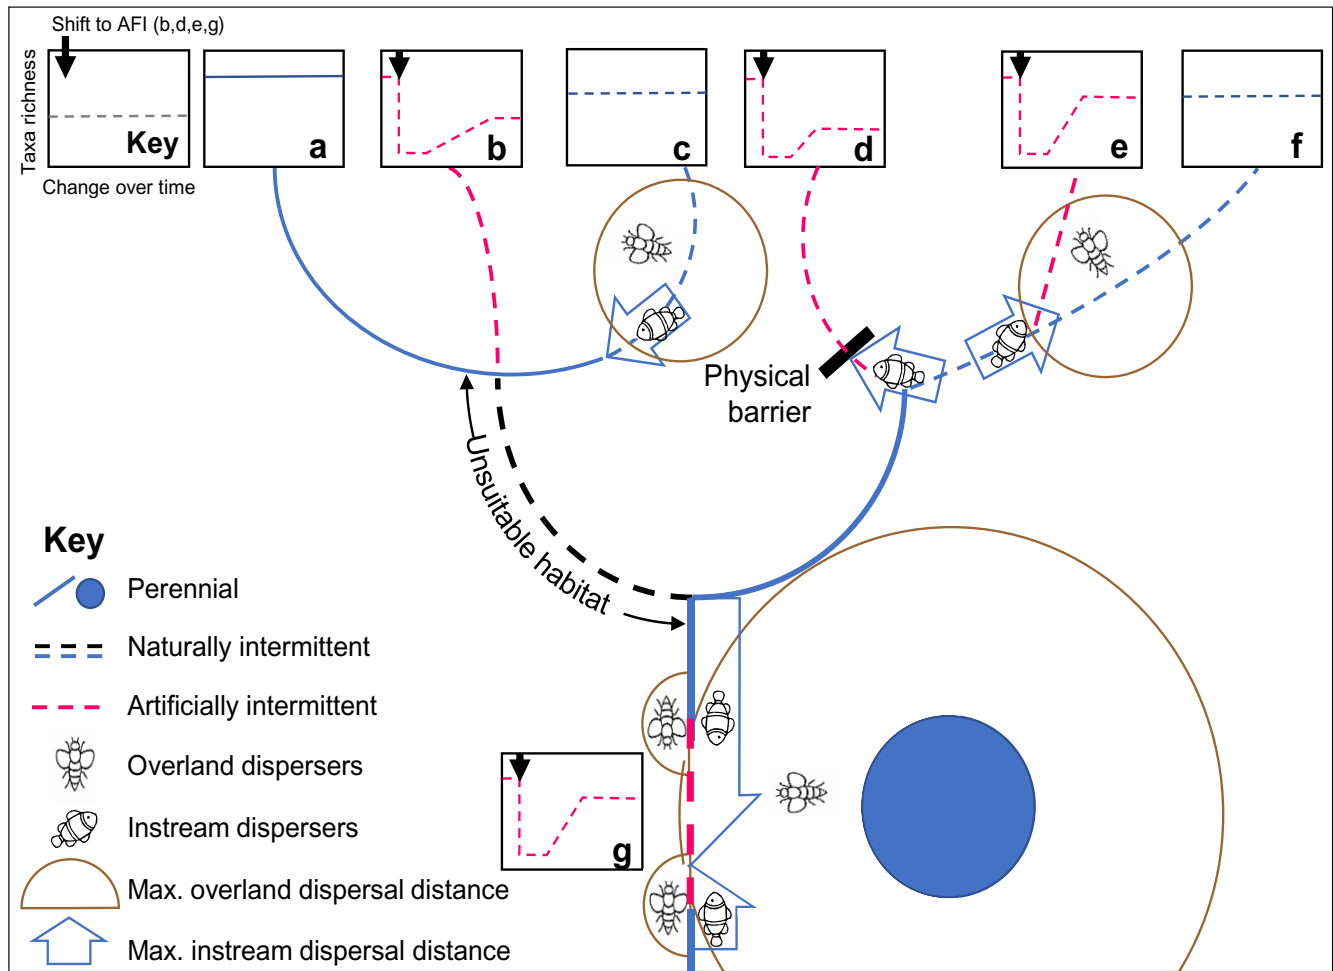 Shift to AFI (b,d,e,g)
Taxa richness
Key
a
b
c
d
e
f
Change over time
Physical
barrier
Unsuitable habitat
Key
Perennial
Naturally intermittent
Artificially intermittent
Overland dispersers
Instream dispersers
Max. overland dispersal distance
Max. instream dispersal distance
g